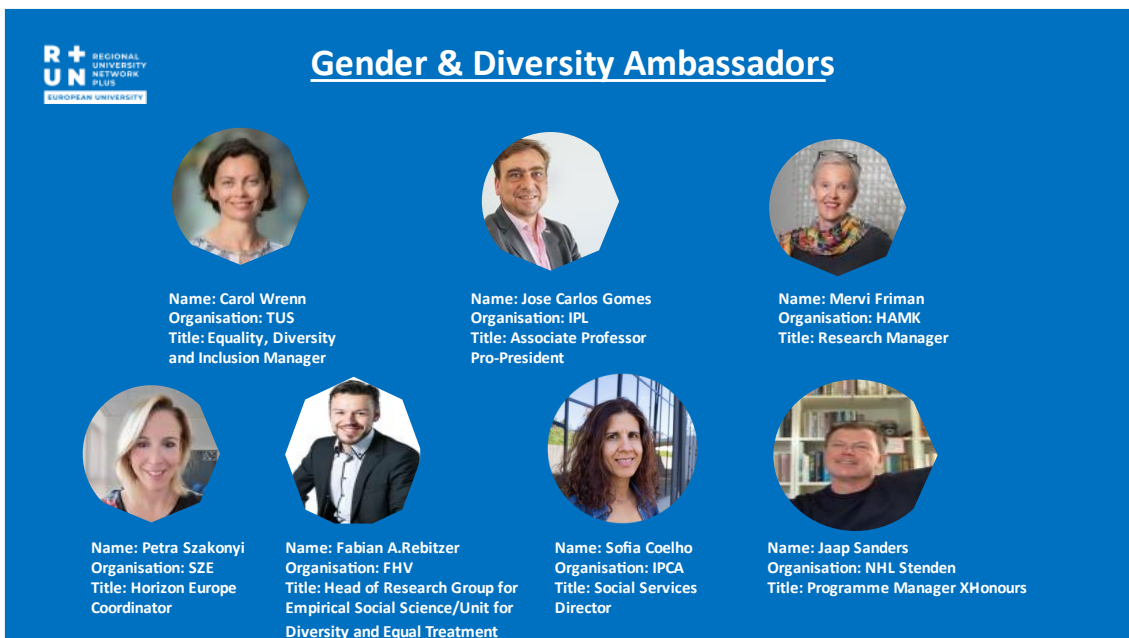 R+ REGIONAL
UNIVERSITY
UN NETWORK
PLUS
EUROPEAN UNIVERSITY
Gender & Diversity Ambassadors
Name: Carol Wrenn
Organisation: TUS
Title: Equality, Diversity
and Inclusion Manager
Name: Jose Carlos Gomes
Organisation: IPL
Title: Associate Professor
Pro-President
Name: Mervi Friman
Organisation: HAMK
Title: Research Manager
Name: Petra Szakonyi
Organisation: SZE
Title: Horizon Europe
Coordinator
Name: Fabian A.Rebitzer
Organisation: FHV
Title: Head of Research Group for
Empirical Social Science/Unit for
Diversity and Equal Treatment
Name: Sofia Coelho
Organisation: IPCA
Title: Social Services
Director
Name: Jaap Sanders
Organisation: NHL Stenden
Title: Programme Manager XHonours